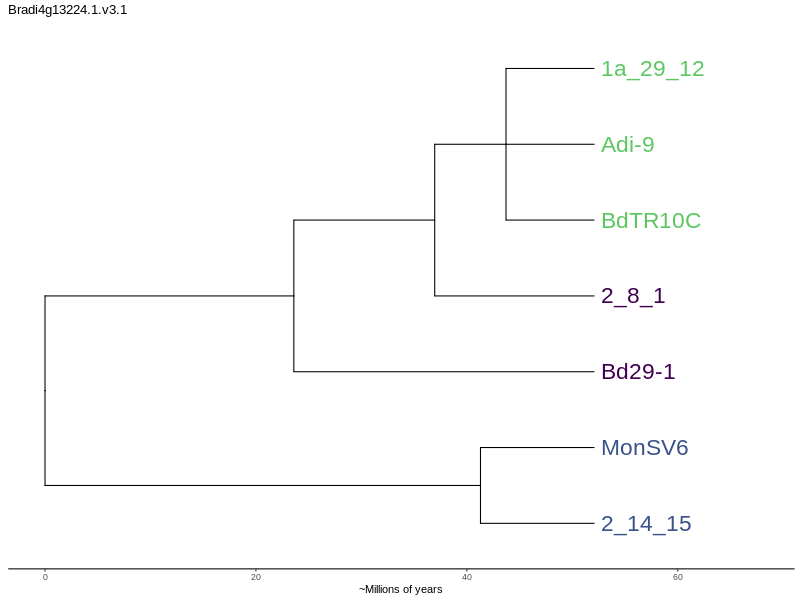 Bradi4g13224.1.v3.1
1a_29_12
Adi-9
BdTR10C
2_8_1
Bd29-1
MonSV6
2_14_15
0 20 40 60
~Millions of years